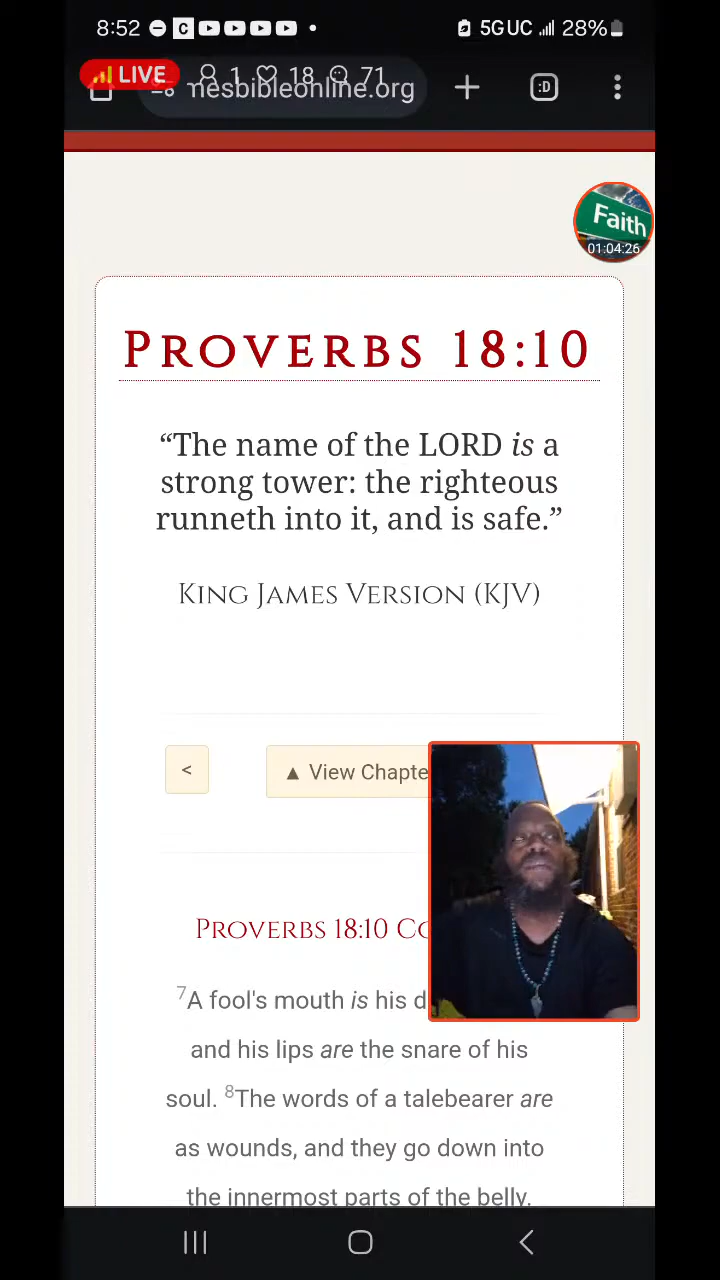 8:52 C 5GUC 28%
LIVE 1 18 71
nesbibleonline.org :D
Faith
01:04:26
PROVERBS 18:10
“The name of the LORD is a
strong tower: the righteous
runneth into it, and is safe.”
KING JAMES VERSION (KJV)
< ▲ View Chapte
PROVERBS 18:10 CO
7A fool's mouth is his d
and his lips are the snare of his
soul. 8The words of a talebearer are
as wounds, and they go down into
the innermost parts of the belly.